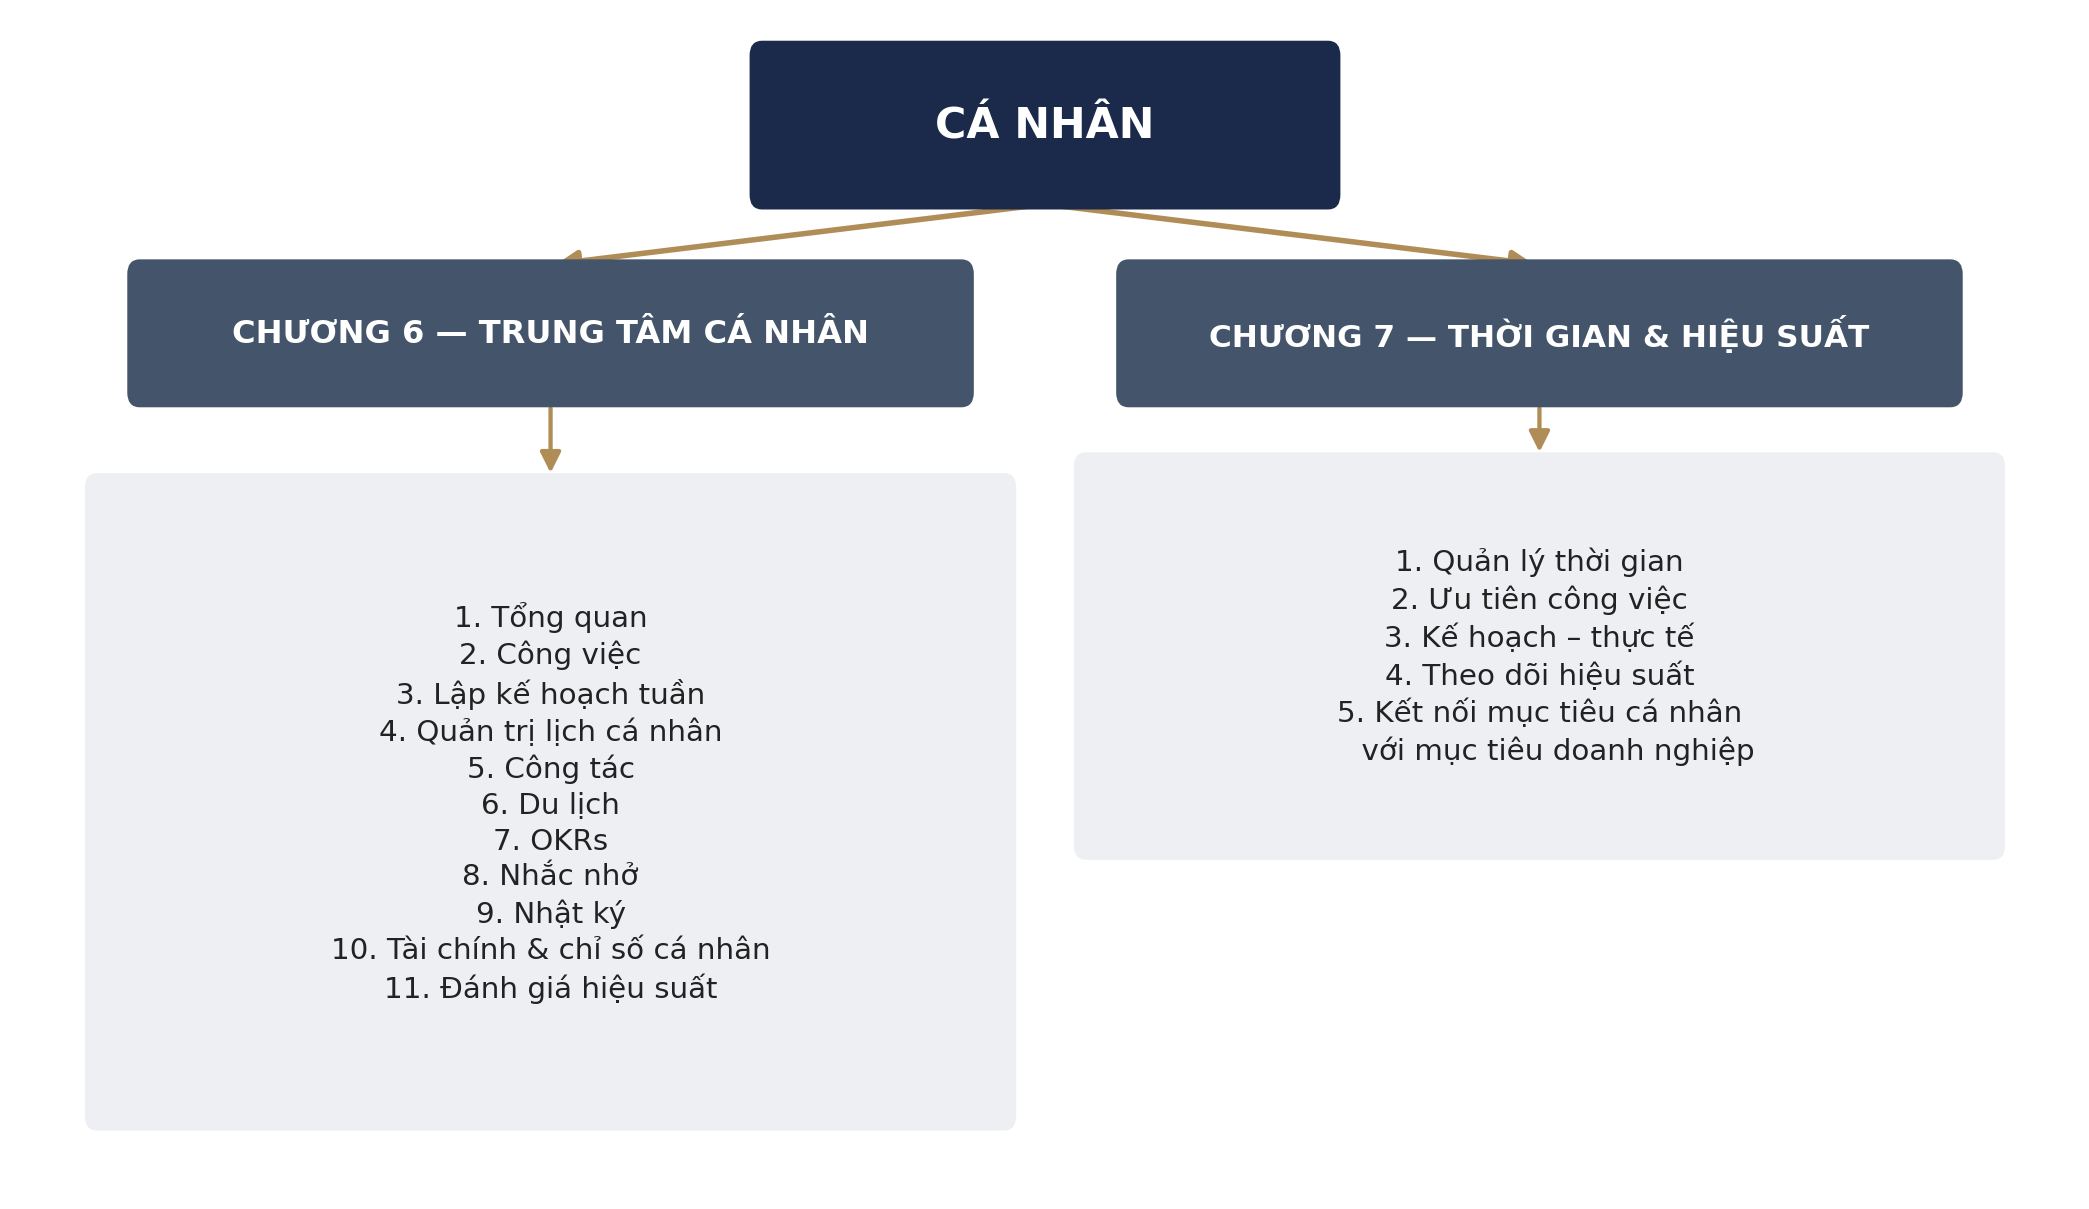 CÁ NHÂN
CHƯƠNG 6 — TRUNG TÂM CÁ NHÂN
1. Tổng quan
2. Công việc
3. Lập kế hoạch tuần
4. Quản trị lịch cá nhân
5. Công tác
6. Du lịch
7. OKRs
8. Nhắc nhở
9. Nhật ký
10. Tài chính & chỉ số cá nhân
11. Đánh giá hiệu suất
CHƯƠNG 7 — THỜI GIAN & HIỆU SUẤT
1. Quản lý thời gian
2. Ưu tiên công việc
3. Kế hoạch – thực tế
4. Theo dõi hiệu suất
5. Kết nối mục tiêu cá nhân
với mục tiêu doanh nghiệp